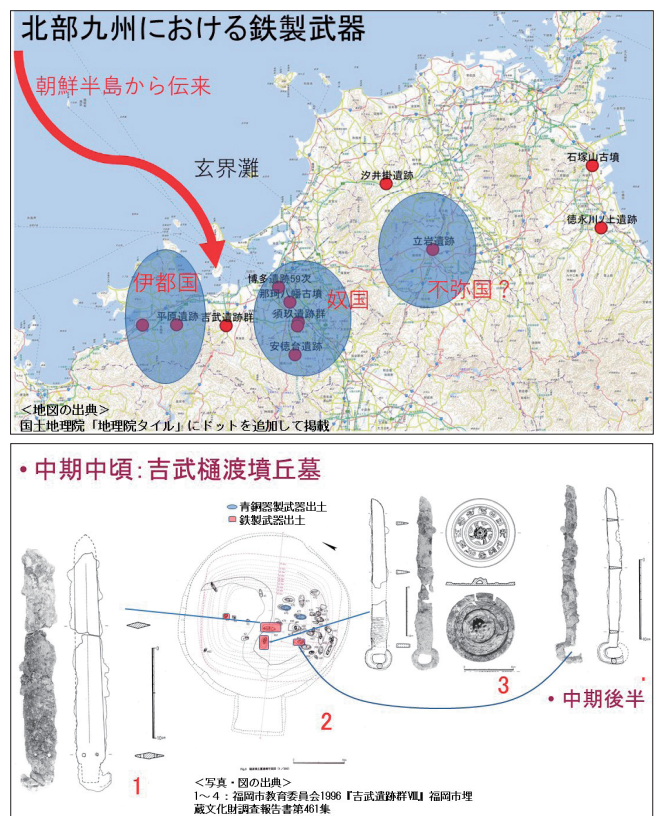 北部九州における鉄製武器
朝鮮半島から伝来
玄界灘
汐井掛遺跡
石塚山古墳
徳永川ノ上遺跡
立岩遺跡
不弥国？
伊都国
博多遺跡59次
那珂八幡古墳
奴国
平原遺跡
吉武遺跡群
須玖遺跡群
安徳台遺跡
＜地図の出典＞
国土地理院「地理院タイル」にドットを追加して掲載
・中期中頃：吉武樋渡墳丘墓
青銅器製武器出土
鉄製武器出土
1
2
3
・中期後半
＜写真・図の出典＞
1～4：福岡市教育委員会1996『吉武遺跡群Ⅷ』福岡市埋
蔵文化財調査報告書第461集